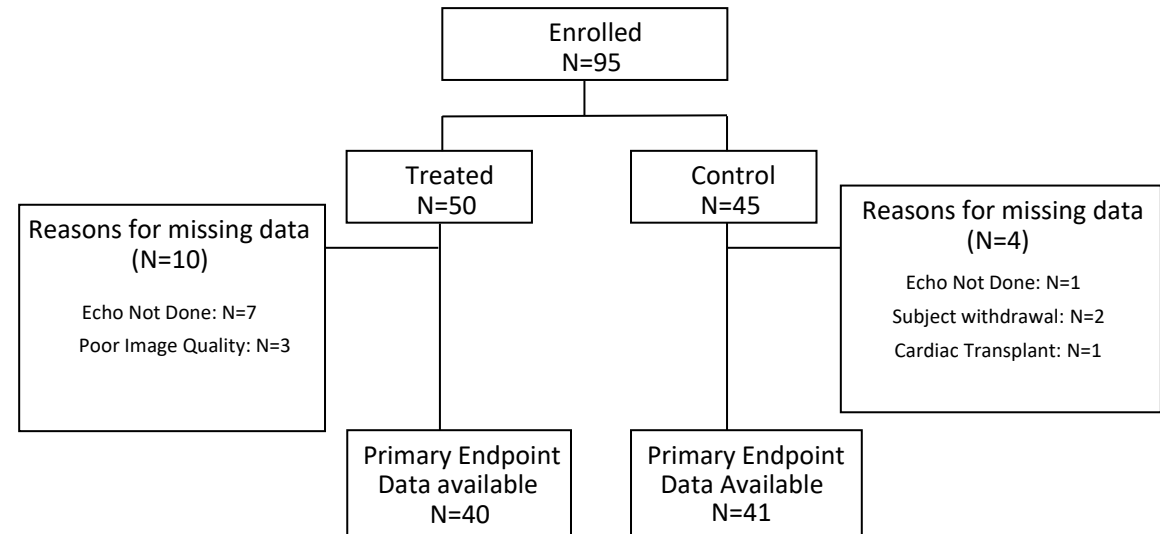 Enrolled
N=95
Treated
N=50
Control
N=45
Reasons for missing data
(N=10)
Echo Not Done: N=7
Poor Image Quality: N=3
Reasons for missing data
(N=4)
Echo Not Done: N=1
Subject withdrawal: N=2
Cardiac Transplant: N=1
Primary Endpoint
Data available
N=40
Primary Endpoint
Data Available
N=41